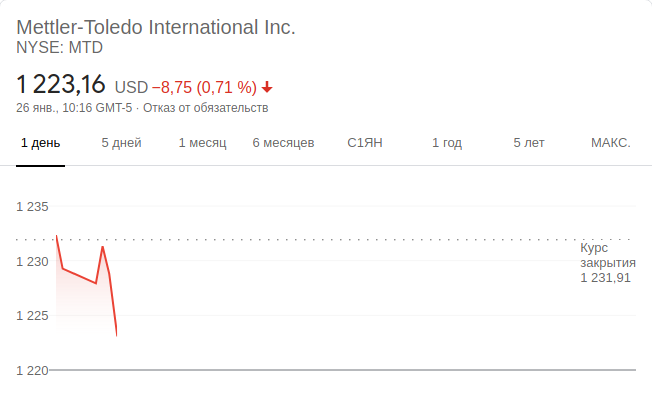 Mettler-Toledo International Inc.
NYSE: MTD
1 223,16 USD −8,75 (0,71 %)
26 янв., 10:16 GMT-5 · Отказ от обязательств
1 день 5 дней 1 месяц 6 месяцев С1ЯН 1 год 5 лет МАКС.
1 235
1 230
1 225
1 220
Курс
закрытия
1 231,91